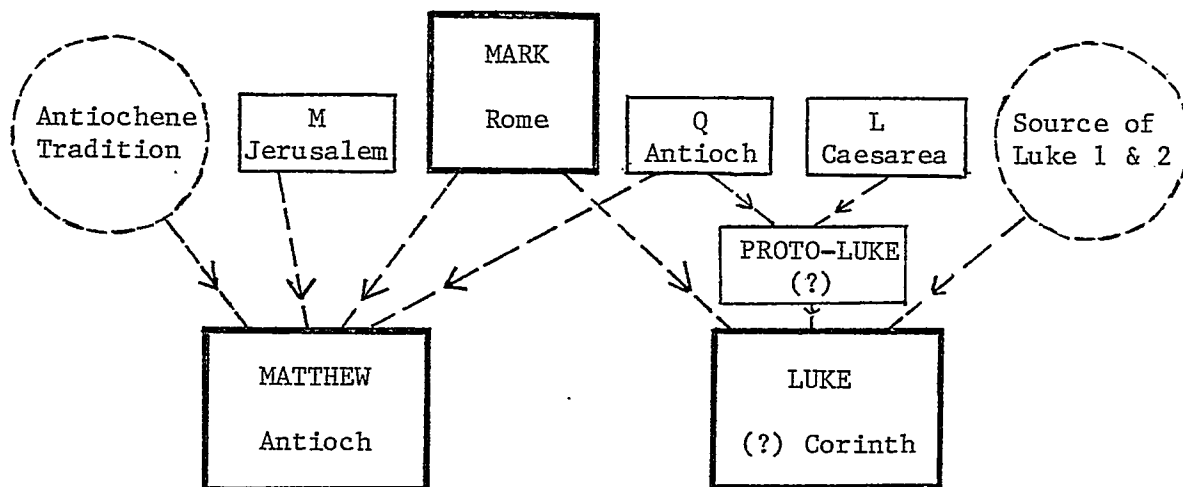 Antiochene
Tradition
M
Jerusalem
MARK
Rome
Q
Antioch
L
Caesarea
Source of
Luke 1 & 2
PROTO-LUKE
(?)
MATTHEW
Antioch
LUKE
(?) Corinth